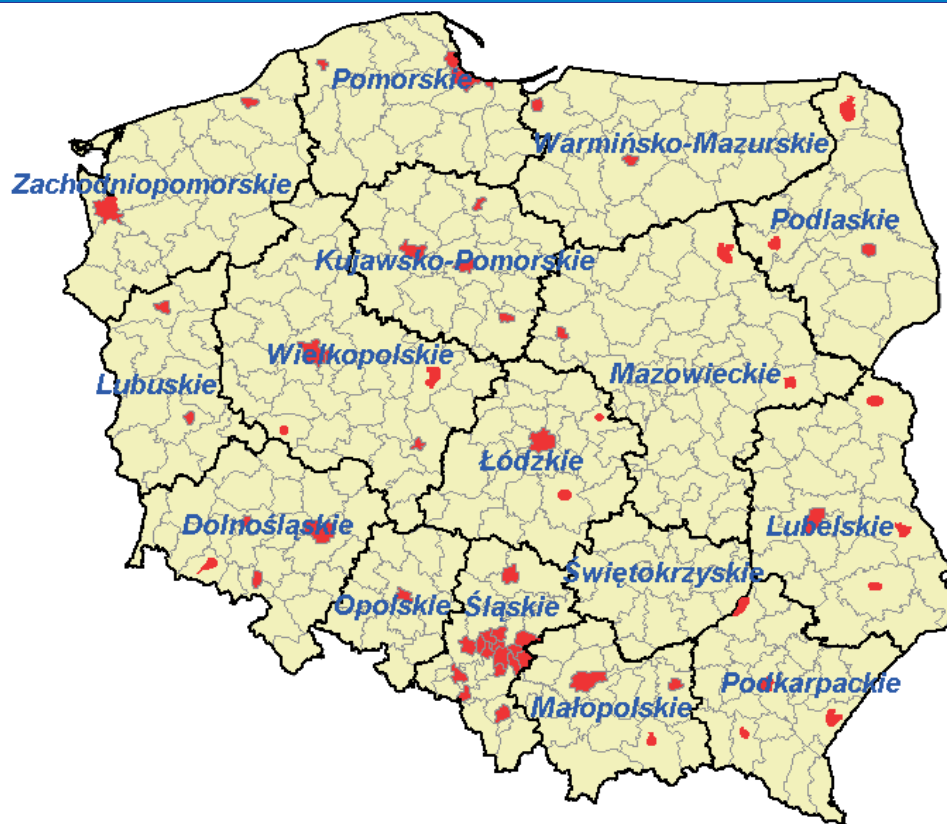 Pomorskie
Warmińsko-Mazurskie
Zachodniopomorskie
Podlaskie
Kujawsko-Pomorskie
Wielkopolskie
Mazowieckie
Lubuskie
Łódzkie
Dolnośląskie
Lubelskie
Świętokrzyskie
Opolskie
Śląskie
Podkarpackie
Małopolskie